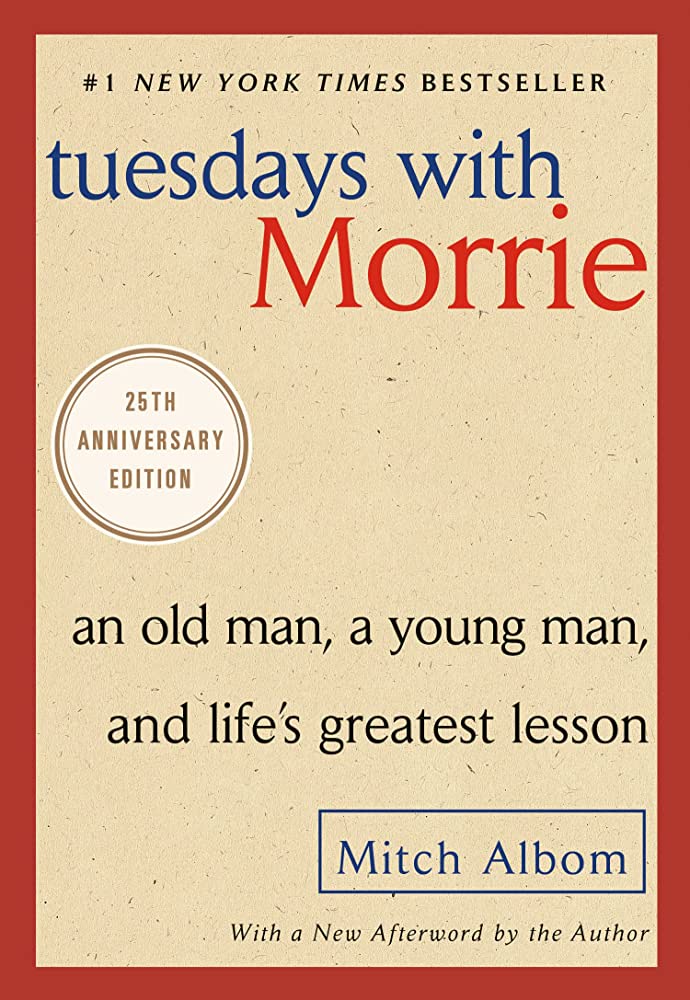 #1 NEW YORK TIMES BESTSELLER
tuesdays with
Morrie
25TH
ANNIVERSARY
EDITION
an old man, a young man,
and life's greatest lesson
Mitch Albom
With a New Afterword by the Author